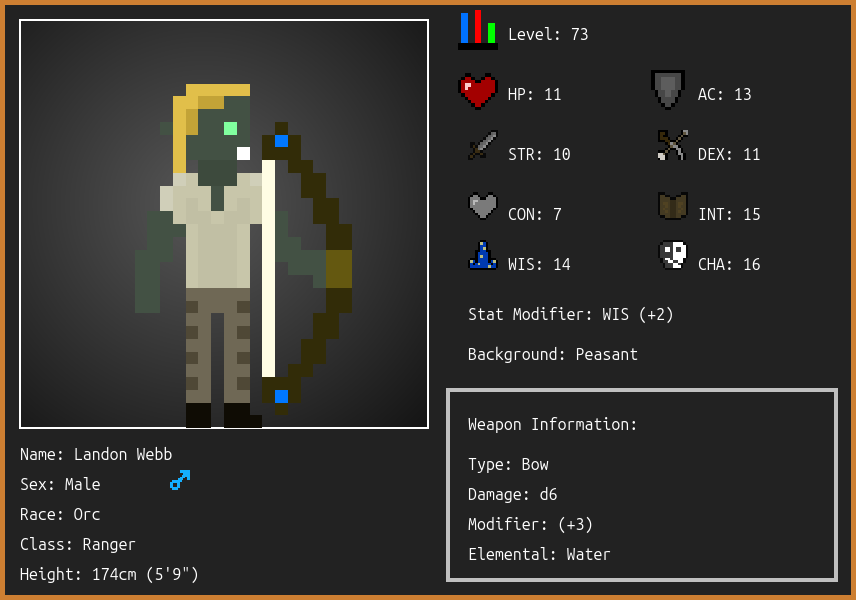 Level: 73
HP: 11
AC: 13
STR: 10
DEX: 11
CON: 7
INT: 15
WIS: 14
CHA: 16
Stat Modifier: WIS (+2)
Background: Peasant
Weapon Information:
Type: Bow
Damage: d6
Modifier: (+3)
Elemental: Water
Name: Landon Webb
Sex: Male
Race: Orc
Class: Ranger
Height: 174cm (5'9")